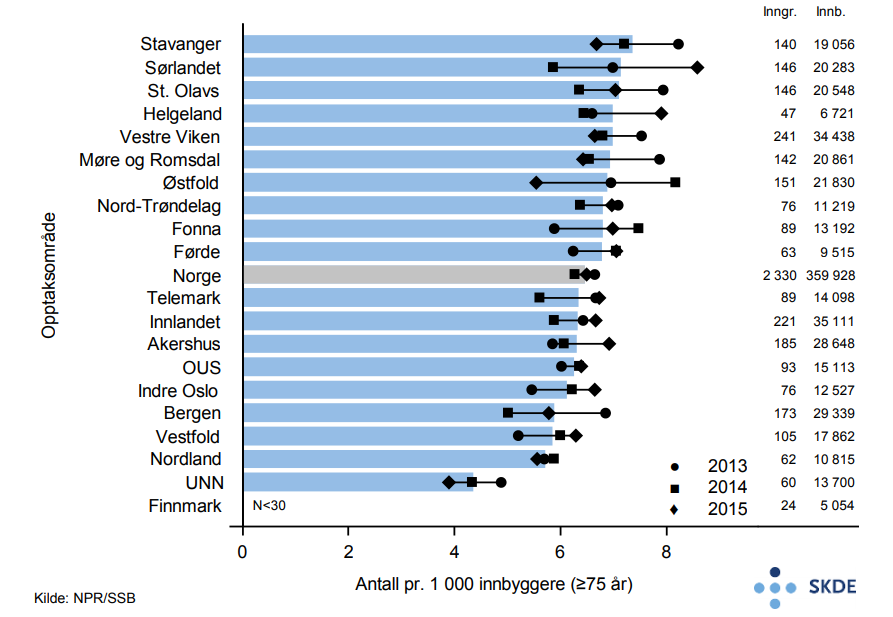 Inngr. Innb.
Stavanger 140 19 056
Sørlandet 146 20 283
St. Olavs 146 20 548
Helgeland 47 6 721
Vestre Viken 241 34 438
Møre og Romsdal 142 20 861
Østfold 151 21 830
Nord-Trøndelag 76 11 219
Fonna 89 13 192
Førde 63 9 515
Norge 2 330 359 928
Telemark 89 14 098
Innlandet 221 35 111
Akershus 185 28 648
OUS 93 15 113
Indre Oslo 76 12 527
Bergen 173 29 339
Vestfold 105 17 862
Nordland 62 10 815
UNN 60 13 700
Finnmark N<30 24 5 054
Opptaksområde
2013
2014
2015
0 2 4 6 8
Antall pr. 1 000 innbyggere (≥75 år)
Kilde: NPR/SSB
SKDE